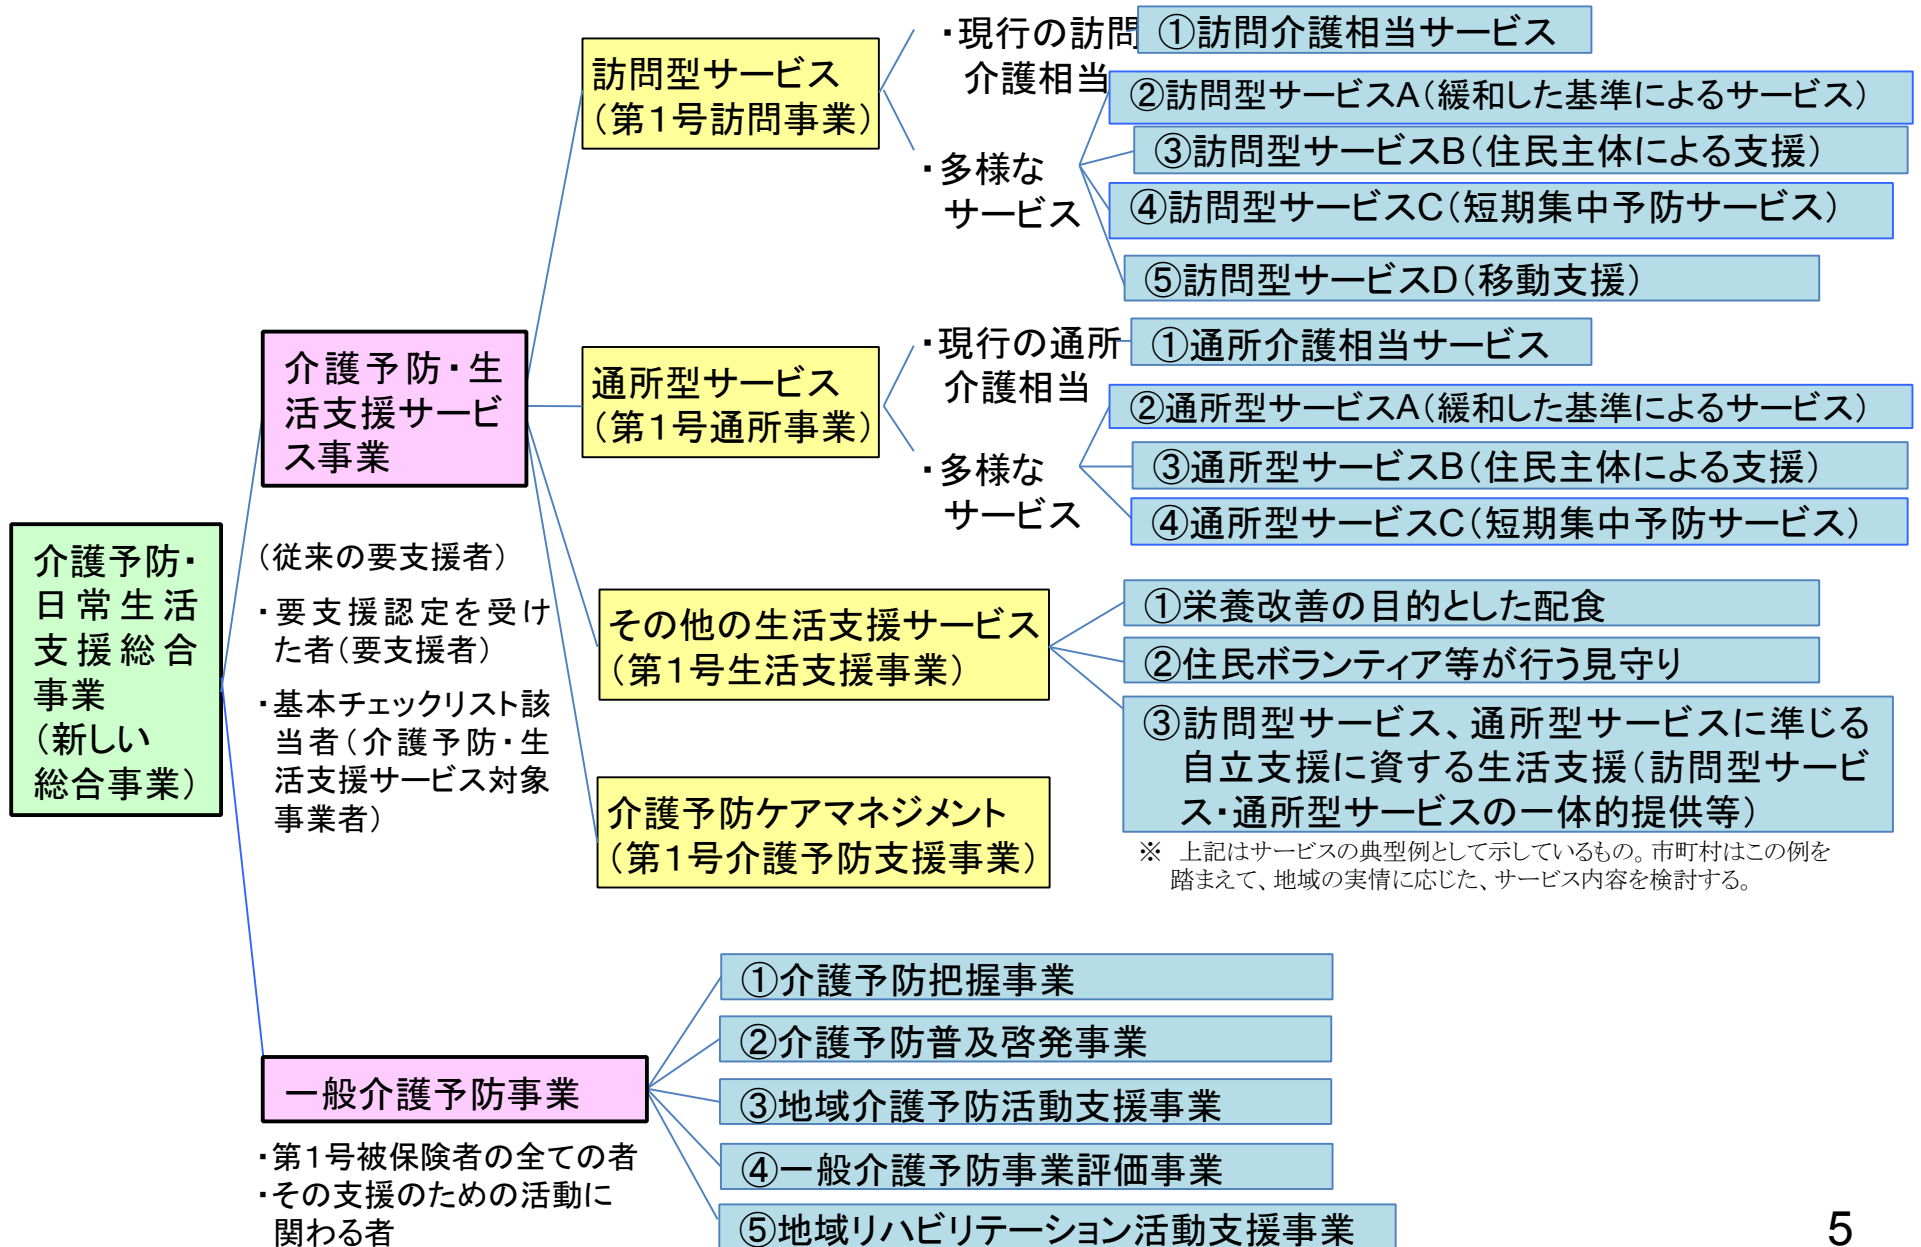 介護予防・
日常生活
支援総合
事業
（新しい
総合事業）
介護予防・生
活支援サービ
ス事業
（従来の要支援者）
・要支援認定を受け
た者（要支援者）
・基本チェックリスト該
当者（介護予防・生
活支援サービス対象
事業者）
訪問型サービス
（第１号訪問事業）
・現行の訪問
介護相当
①訪問介護相当サービス
・多様な
サービス
②訪問型サービスA（緩和した基準によるサービス）
③訪問型サービスB（住民主体による支援）
④訪問型サービスC（短期集中予防サービス）
⑤訪問型サービスD（移動支援）
通所型サービス
（第１号通所事業）
・現行の通所
介護相当
①通所介護相当サービス
・多様な
サービス
②通所型サービスA（緩和した基準によるサービス）
③通所型サービスB（住民主体による支援）
④通所型サービスC（短期集中予防サービス）
その他の生活支援サービス
（第１号生活支援事業）
①栄養改善の目的とした配食
②住民ボランティア等が行う見守り
③訪問型サービス、通所型サービスに準じる
自立支援に資する生活支援（訪問型サービ
ス・通所型サービスの一体的提供等）
介護予防ケアマネジメント
（第１号介護予防支援事業）
※　上記はサービスの典型例として示しているもの。市町村はこの例を
踏まえて、地域の実情に応じた、サービス内容を検討する。
一般介護予防事業
・第１号被保険者の全ての者
・その支援のための活動に
関わる者
①介護予防把握事業
②介護予防普及啓発事業
③地域介護予防活動支援事業
④一般介護予防事業評価事業
⑤地域リハビリテーション活動支援事業
5